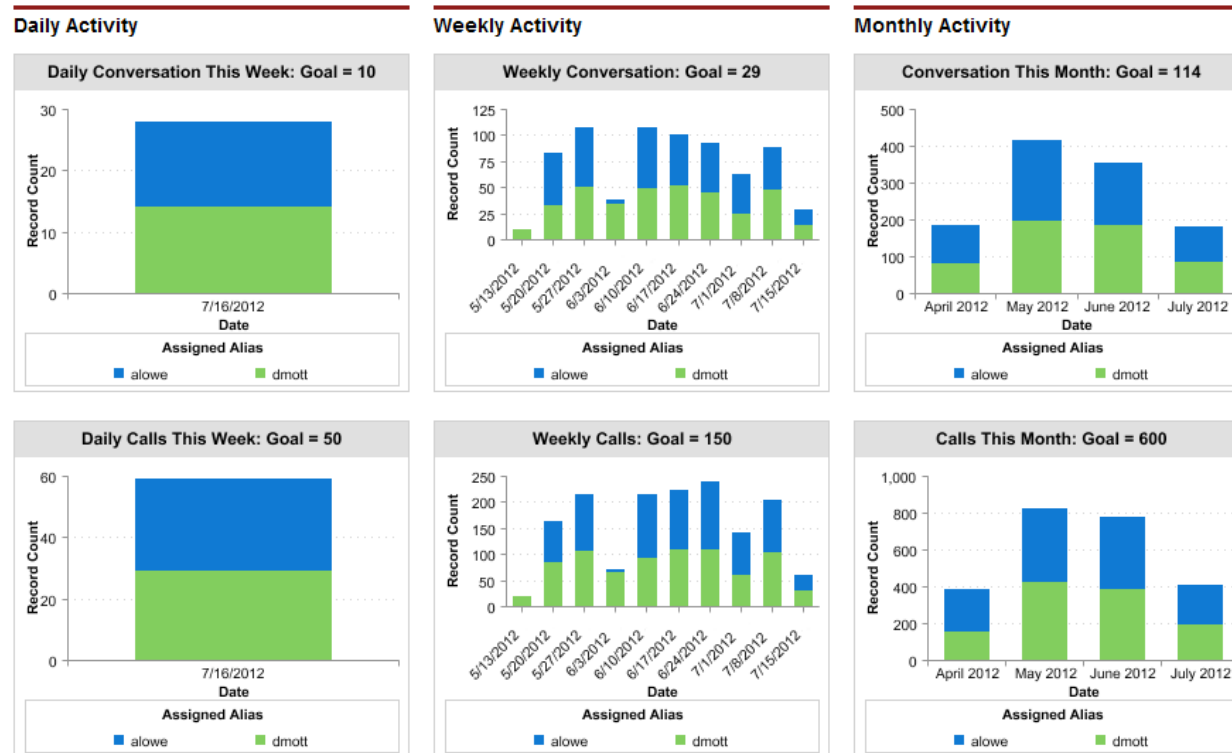 Daily Activity
Weekly Activity
Monthly Activity
Daily Conversation This Week: Goal = 10
30
20
10
0
Record Count
7/16/2012
Date
Assigned Alias
alowe dmott
Weekly Conversation: Goal = 29
125
100
75
50
25
0
Record Count
5/13/2012 5/20/2012 5/27/2012 6/3/2012 6/10/2012 6/17/2012 6/24/2012 7/1/2012 7/8/2012 7/15/2012
Date
Assigned Alias
alowe dmott
Conversation This Month: Goal = 114
500
400
300
200
100
0
Record Count
April 2012 May 2012 June 2012 July 2012
Date
Assigned Alias
alowe dmott
Daily Calls This Week: Goal = 50
60
40
20
0
Record Count
7/16/2012
Date
Assigned Alias
alowe dmott
Weekly Calls: Goal = 150
250
200
150
100
50
0
Record Count
5/13/2012 5/20/2012 5/27/2012 6/3/2012 6/10/2012 6/17/2012 6/24/2012 7/1/2012 7/8/2012 7/15/2012
Date
Assigned Alias
alowe dmott
Calls This Month: Goal = 600
1,000
800
600
400
200
0
Record Count
April 2012 May 2012 June 2012 July 2012
Date
Assigned Alias
alowe dmott